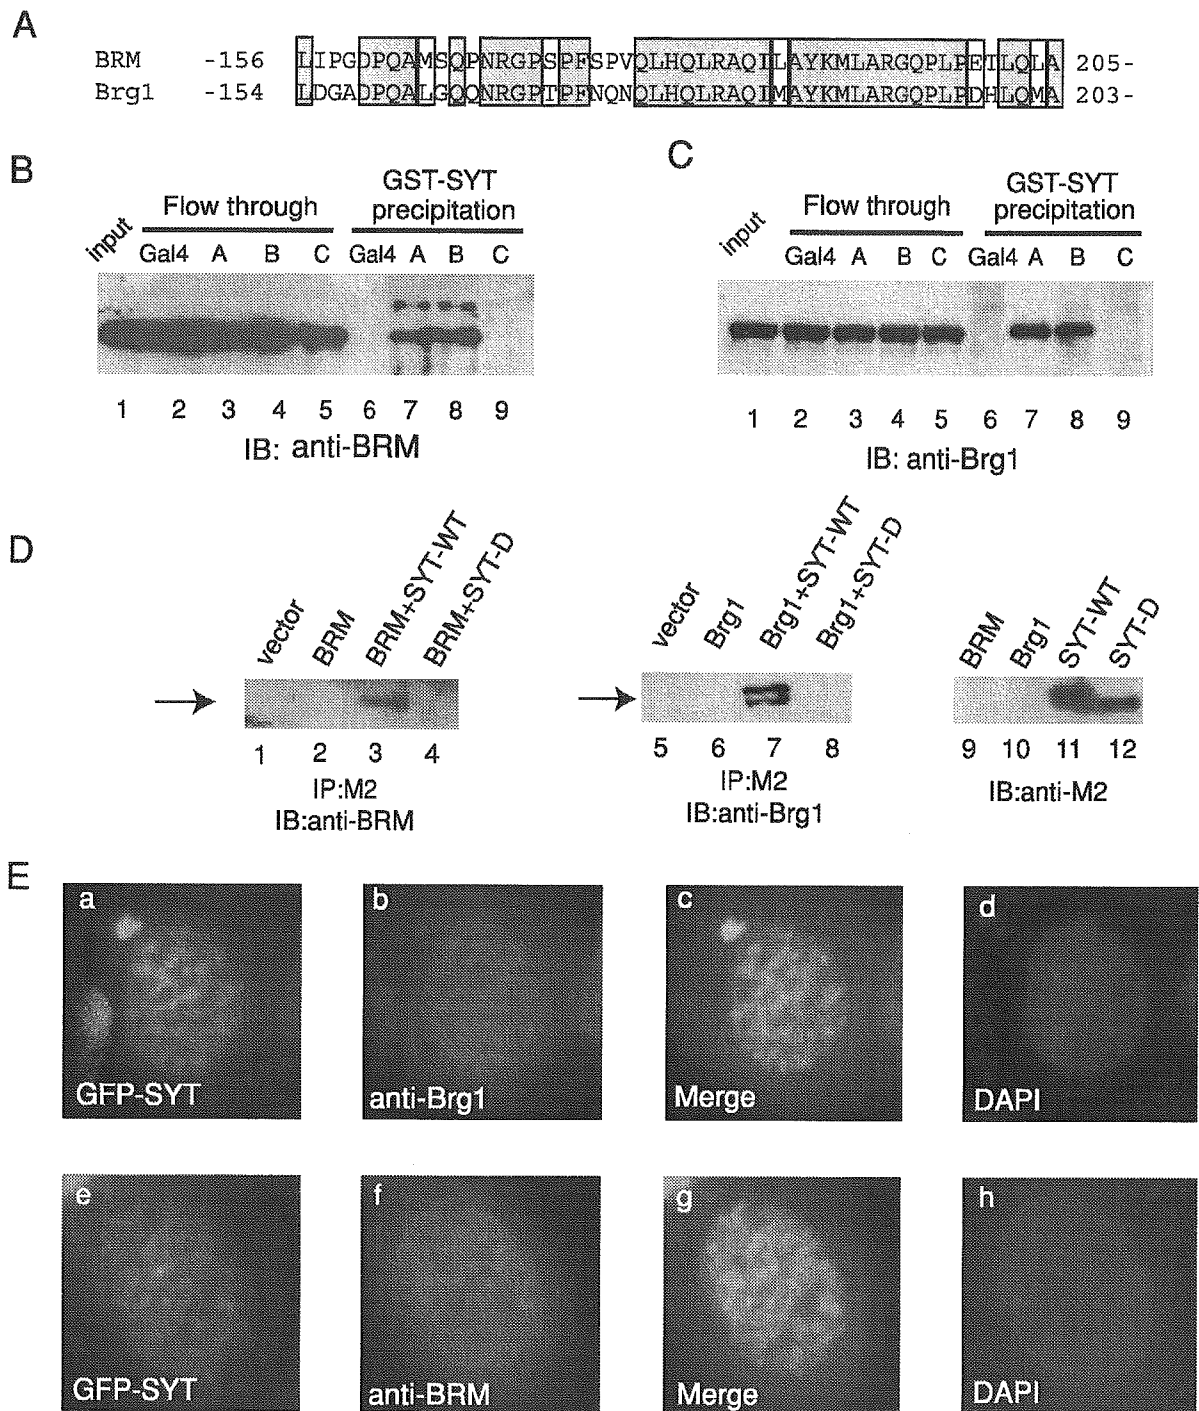 A
BRM -156 LIPGDPQAMSQPNRGPSPFSPVQLHQLRAQILAYKMLARGQPLPETLQLA 205-
Brg1 -154 LDGADPQALGQQNRGPTPFNQNQLHQLRAQIMAYKMLARGQPLPDHLQMA 203-
B
GST-SYT
Flow through precipitation
input Gal4 A B C Gal4 A B C
1 2 3 4 5 6 7 8 9
IB: anti-BRM
C
GST-SYT
Flow through precipitation
input Gal4 A B C Gal4 A B C
1 2 3 4 5 6 7 8 9
IB: anti-Brg1
D
vector BRM BRM+SYT-WT BRM+SYT-D
1 2 3 4
IP:M2
IB:anti-BRM
vector Brg1 Brg1+SYT-WT Brg1+SYT-D
5 6 7 8
IP:M2
IB:anti-Brg1
BRM Brg1 SYT-WT SYT-D
9 10 11 12
IB:anti-M2
E
a b c d
GFP-SYT anti-Brg1 Merge DAPI
e f g h
GFP-SYT anti-BRM Merge DAPI